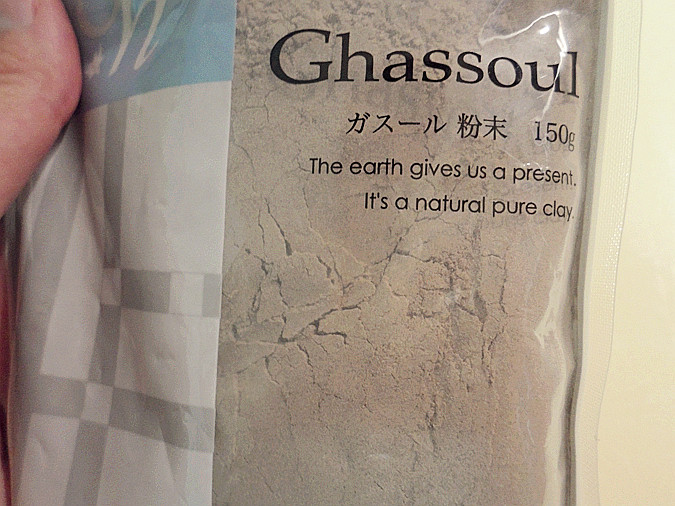 Ghassoul
ガスール 粉末 150g
The earth gives us a present.
It's a natural pure clay.